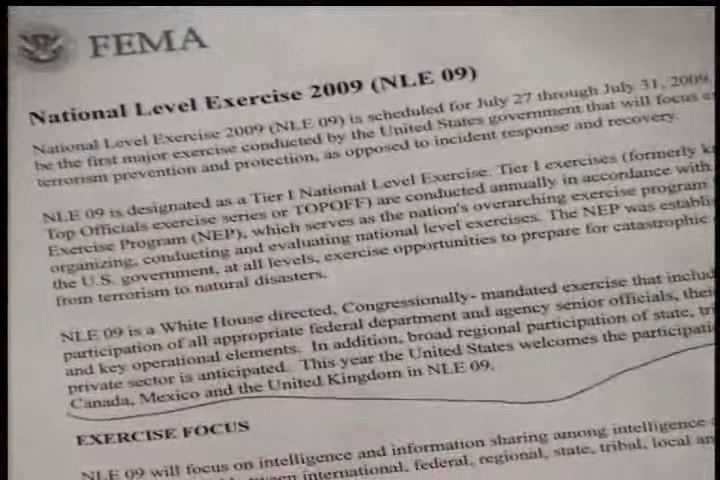 FEMA
National Level Exercise 2009 (NLE 09)
National Level Exercise 2009 (NLE 09) is scheduled for July 27 through July 31, 2009.
be the first major exercise conducted by the United States government that will focus
terrorism prevention and protection, as opposed to incident response and recovery.
NLE 09 is designated as a Tier I National Level Exercise. Tier I exercises (formerly
Top Officials exercise series or TOPOFF) are conducted annually in accordance with
Exercise Program (NEP), which serves as the nation's overarching exercise program
organizing, conducting and evaluating national level exercises. The NEP was
the U.S. government, at all levels, exercise opportunities to prepare for catastrophic
from terrorism to natural disasters.
NLE 09 is a White House directed, Congressionally- mandated exercise that
participation of all appropriate federal department and agency senior officials,
and key operational elements. In addition, broad regional participation of state,
private sector is anticipated. This year the United States welcomes the
Canada, Mexico and the United Kingdom in NLE 09.
EXERCISE FOCUS
NLE 09 will focus on intelligence and information sharing among intelligence
international, federal, regional, state, tribal, local